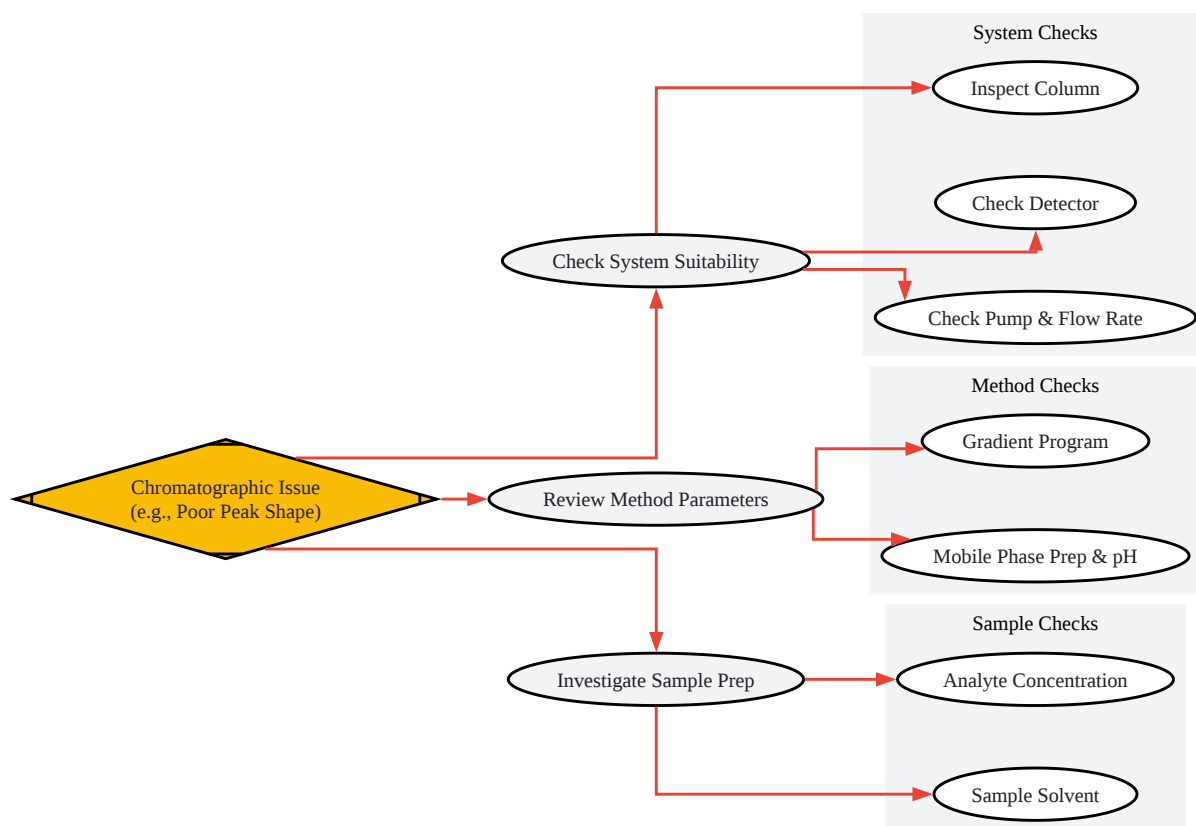 System Checks
Inspect Column
Check Detector
Check System Suitability
Check Pump & Flow Rate
Method Checks
Gradient Program
Chromatographic Issue
(e.g., Poor Peak Shape)
Review Method Parameters
Mobile Phase Prep & pH
Sample Checks
Investigate Sample Prep
Analyte Concentration
Sample Solvent